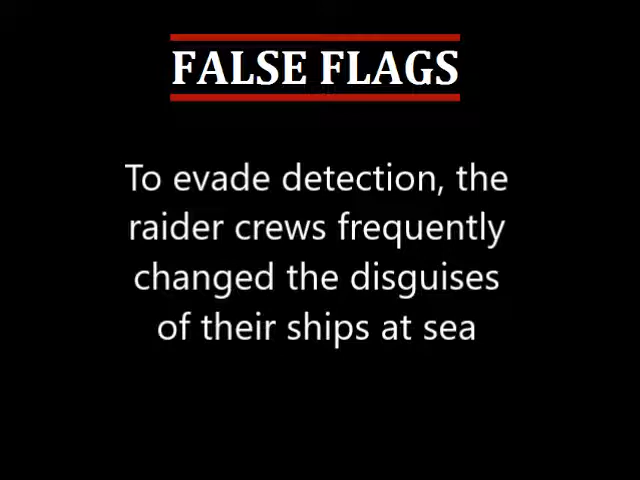 FALSE FLAGS
To evade detection, the
raider crews frequently
changed the disguises
of their ships at sea